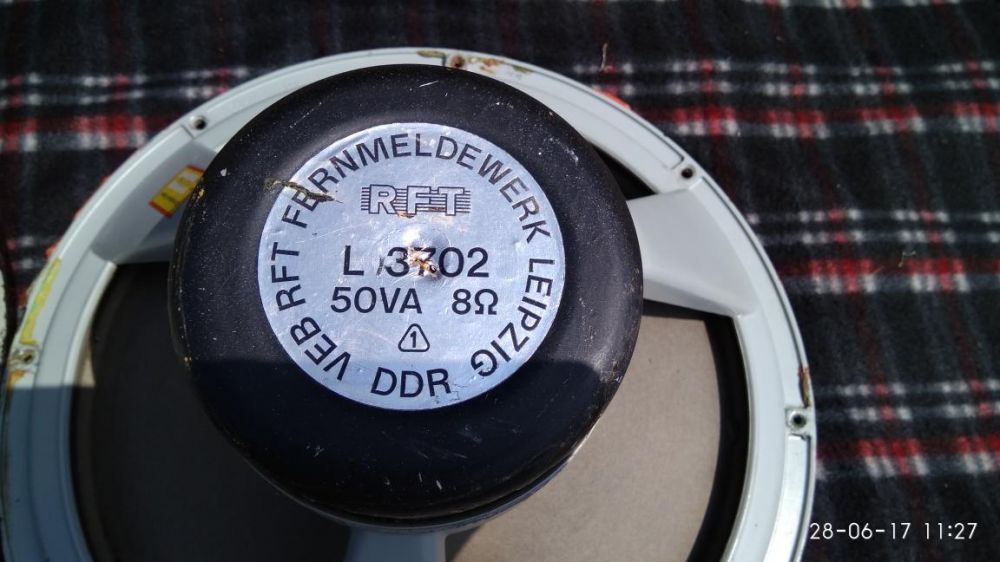 VEB RFT FERNMELDEWERK LEIPZIG
RFT
L 3702
50VA 8Ω
1
DDR
28-06-17 11:27